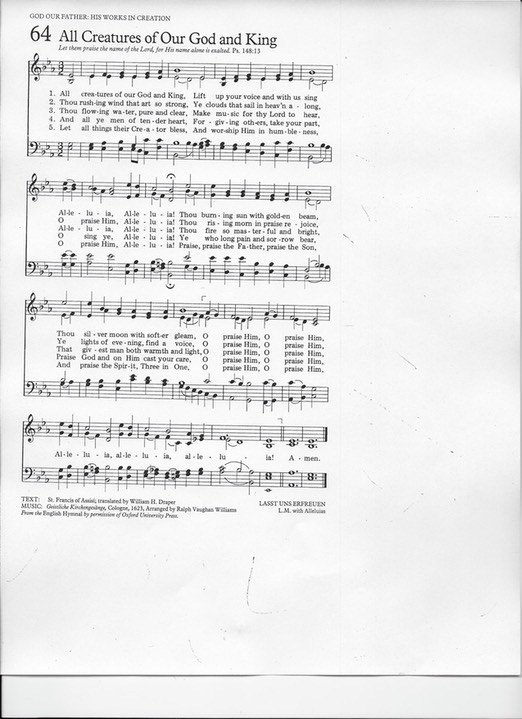 GOD OUR FATHER: HIS WORKS IN CREATION
64 All Creatures of Our God and King
Let them praise the name of the Lord, for His name alone is exalted. Ps. 148:13
1. All crea-tures of our God and King, Lift up your voice and with us sing
2. Thou rush-ing wind that art so strong, Ye clouds that sail in heav'n a - long,
3. Thou flow-ing wa-ter, pure and clear, Make mu-sic for thy Lord to hear,
4. And all ye men of ten-der heart, For - giv-ing oth-ers, take your part,
5. Let all things their Cre-a-tor bless, And wor-ship Him in hum-ble-ness,
Al-le - lu - ia, Al-le - lu - ia! Thou burn-ing sun with gold-en beam,
O praise Him, Al-le - lu - ia! Thou ris-ing morn in praise re - joice,
Al-le - lu - ia, Al-le - lu - ia! Thou fire so mas-ter-ful and bright,
O sing ye, Al-le - lu - ia! Ye who long pain and sor-row bear,
O praise Him, Al-le - lu - ia! Praise, praise the Fa-ther, praise the Son,
Thou sil-ver moon with soft-er gleam, O praise Him, O praise Him,
Ye lights of eve-ning, find a voice, O praise Him, O praise Him,
That giv-est man both warmth and light, O praise Him, O praise Him,
Praise God and on Him cast your care, O praise Him, O praise Him,
And praise the Spir-it, Three in One, O praise Him, O praise Him,
Al-le - lu - ia, al-le - lu - ia, al-le - lu - ia! A - men.
TEXT: St. Francis of Assisi; translated by William H. Draper
MUSIC: Geistliche Kirchengesänge, Cologne, 1623, Arranged by Ralph Vaughan Williams
From the English Hymnal by permission of Oxford University Press.
LASST UNS ERFREUEN
L.M. with Alleluias